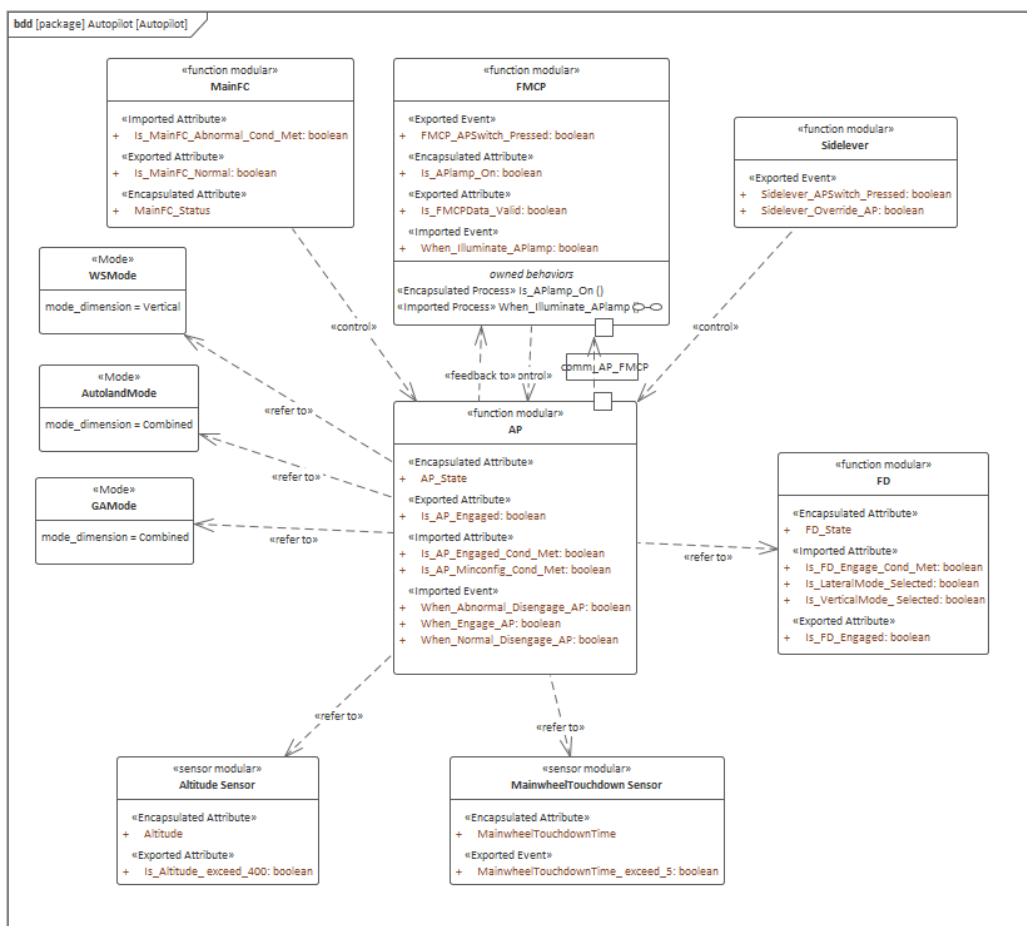 bdd [package] Autopilot [Autopilot]
«function modular»
MainFC
«Imported Attribute»
+ Is_MainFC_Abnormal_Cond_Met: boolean
«Exported Attribute»
+ Is_MainFC_Normal: boolean
«Encapsulated Attribute»
+ MainFC_Status
«function modular»
FMCP
«Exported Event»
+ FMCP_APSwitch_Pressed: boolean
«Encapsulated Attribute»
+ Is_APlamp_On: boolean
«Exported Attribute»
+ Is_FMCPData_Valid: boolean
«Imported Event»
+ When_Illuminate_APlamp: boolean
owned behaviors
«Encapsulated Process» Is_APlamp_On ()
«Imported Process» When_Illuminate_APlamp ()
«function modular»
Sidelever
«Exported Event»
+ Sidelever_APSwitch_Pressed: boolean
+ Sidelever_Override_AP: boolean
«Mode»
WSMode
mode_dimension = Vertical
«control»
«control»
comm_AP_FMCP
«feedback to» ontrol»
«Mode»
AutolandMode
mode_dimension = Combined
«refer to»
«function modular»
AP
«Encapsulated Attribute»
+ AP_State
«Exported Attribute»
+ Is_AP_Engaged: boolean
«Imported Attribute»
+ Is_AP_Engaged_Cond_Met: boolean
+ Is_AP_Minconfig_Cond_Met: boolean
«Imported Event»
+ When_Abnormal_Disengage_AP: boolean
+ When_Engage_AP: boolean
+ When_Normal_Disengage_AP: boolean
«refer to»
«Mode»
GAMode
mode_dimension = Combined
«refer to»
«function modular»
FD
«Encapsulated Attribute»
+ FD_State
«Imported Attribute»
+ Is_FD_Engage_Cond_Met: boolean
+ Is_LateralMode_Selected: boolean
+ Is_VerticalMode_ Selected: boolean
«Exported Attribute»
+ Is_FD_Engaged: boolean
«refer to»
«refer to»
«refer to»
«sensor modular»
Altitude Sensor
«Encapsulated Attribute»
+ Altitude
«Exported Attribute»
+ Is_Altitude_ exceed_400: boolean
«sensor modular»
MainwheelTouchdown Sensor
«Encapsulated Attribute»
+ MainwheelTouchdownTime
«Exported Event»
+ MainwheelTouchdownTime_ exceed_5: boolean